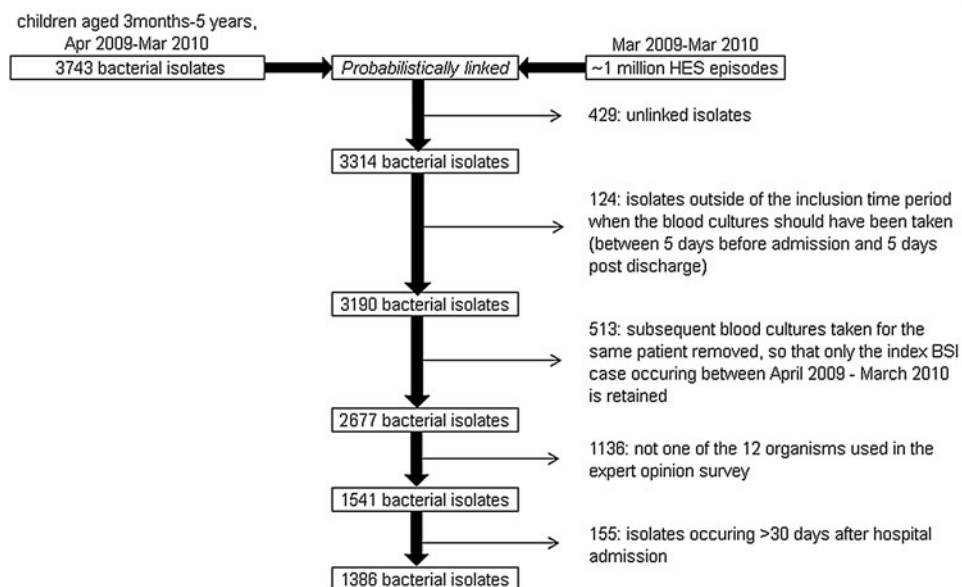 children aged 3months-5 years,
Apr 2009-Mar 2010
3743 bacterial isolates
Probabilistically linked
Mar 2009-Mar 2010
~1 million HES episodes
429: unlinked isolates
3314 bacterial isolates
124: isolates outside of the inclusion time period
when the blood cultures should have been taken
(between 5 days before admission and 5 days
post discharge)
3190 bacterial isolates
513: subsequent blood cultures taken for the
same patient removed, so that only the index BSI
case occuring between April 2009 - March 2010
is retained
2677 bacterial isolates
1136: not one of the 12 organisms used in the
expert opinion survey
1541 bacterial isolates
155: isolates occuring >30 days after hospital
admission
1386 bacterial isolates